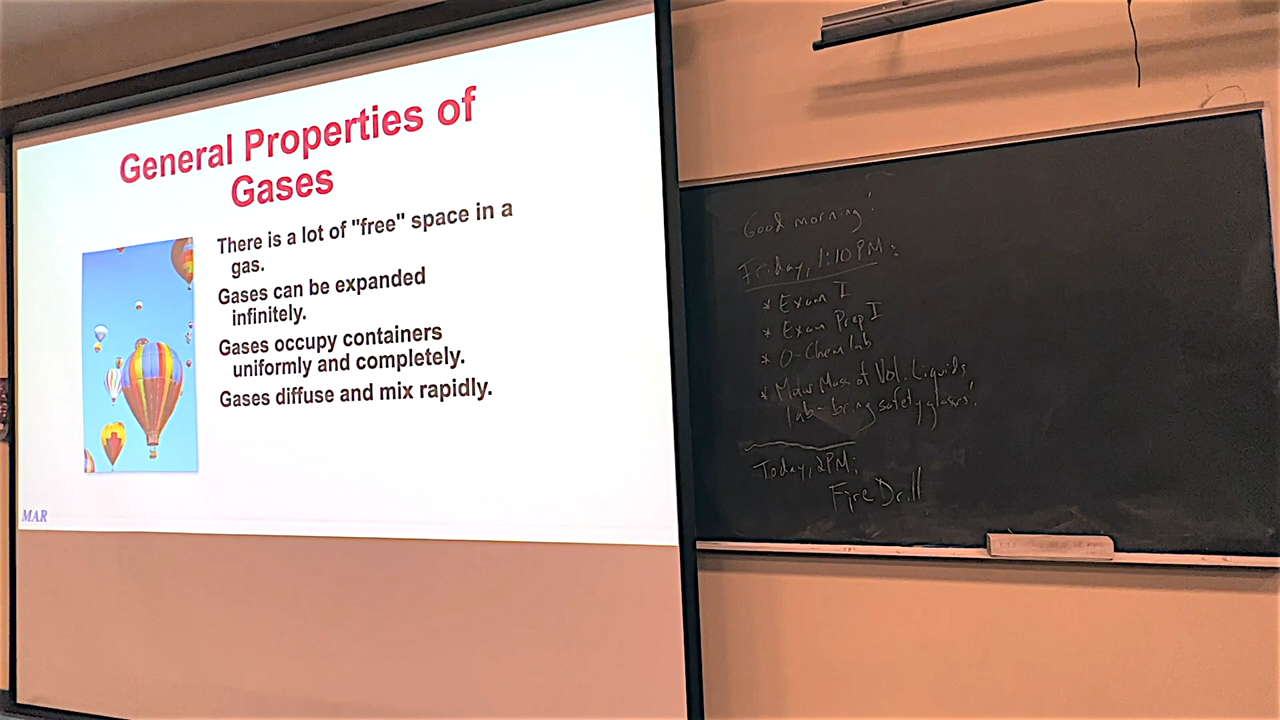 General Properties of
Gases
There is a lot of "free" space in a
gas.
Gases can be expanded
infinitely.
Gases occupy containers
uniformly and completely.
Gases diffuse and mix rapidly.
MAR
Good morning!
Friday, 1:10 PM:
* Exam I
* Exam Prep I
* O-Chem lab
* Molar Mass of Vol. Liquids
lab - bring safety glasses!
Today, 2PM:
Fire Drill